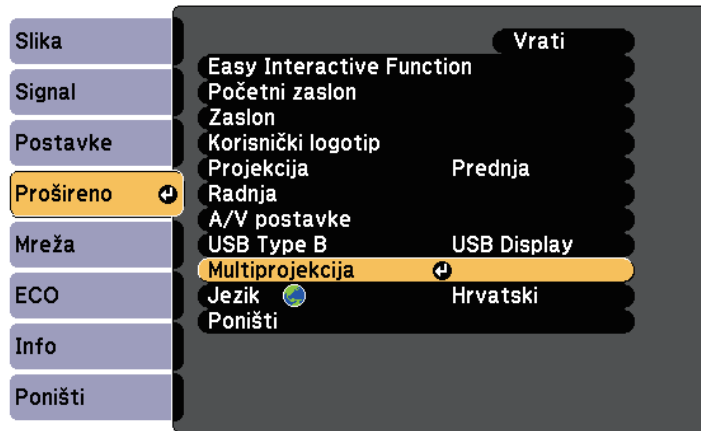 Slika
Signal
Postavke
Prošireno
Mreža
ECO
Info
Poništi
Vrati
Easy Interactive Function
Početni zaslon
Zaslon
Korisnički logotip
Projekcija Prednja
Radnja
A/V postavke
USB Type B USB Display
Multiprojekcija
Jezik Hrvatski
Poništi